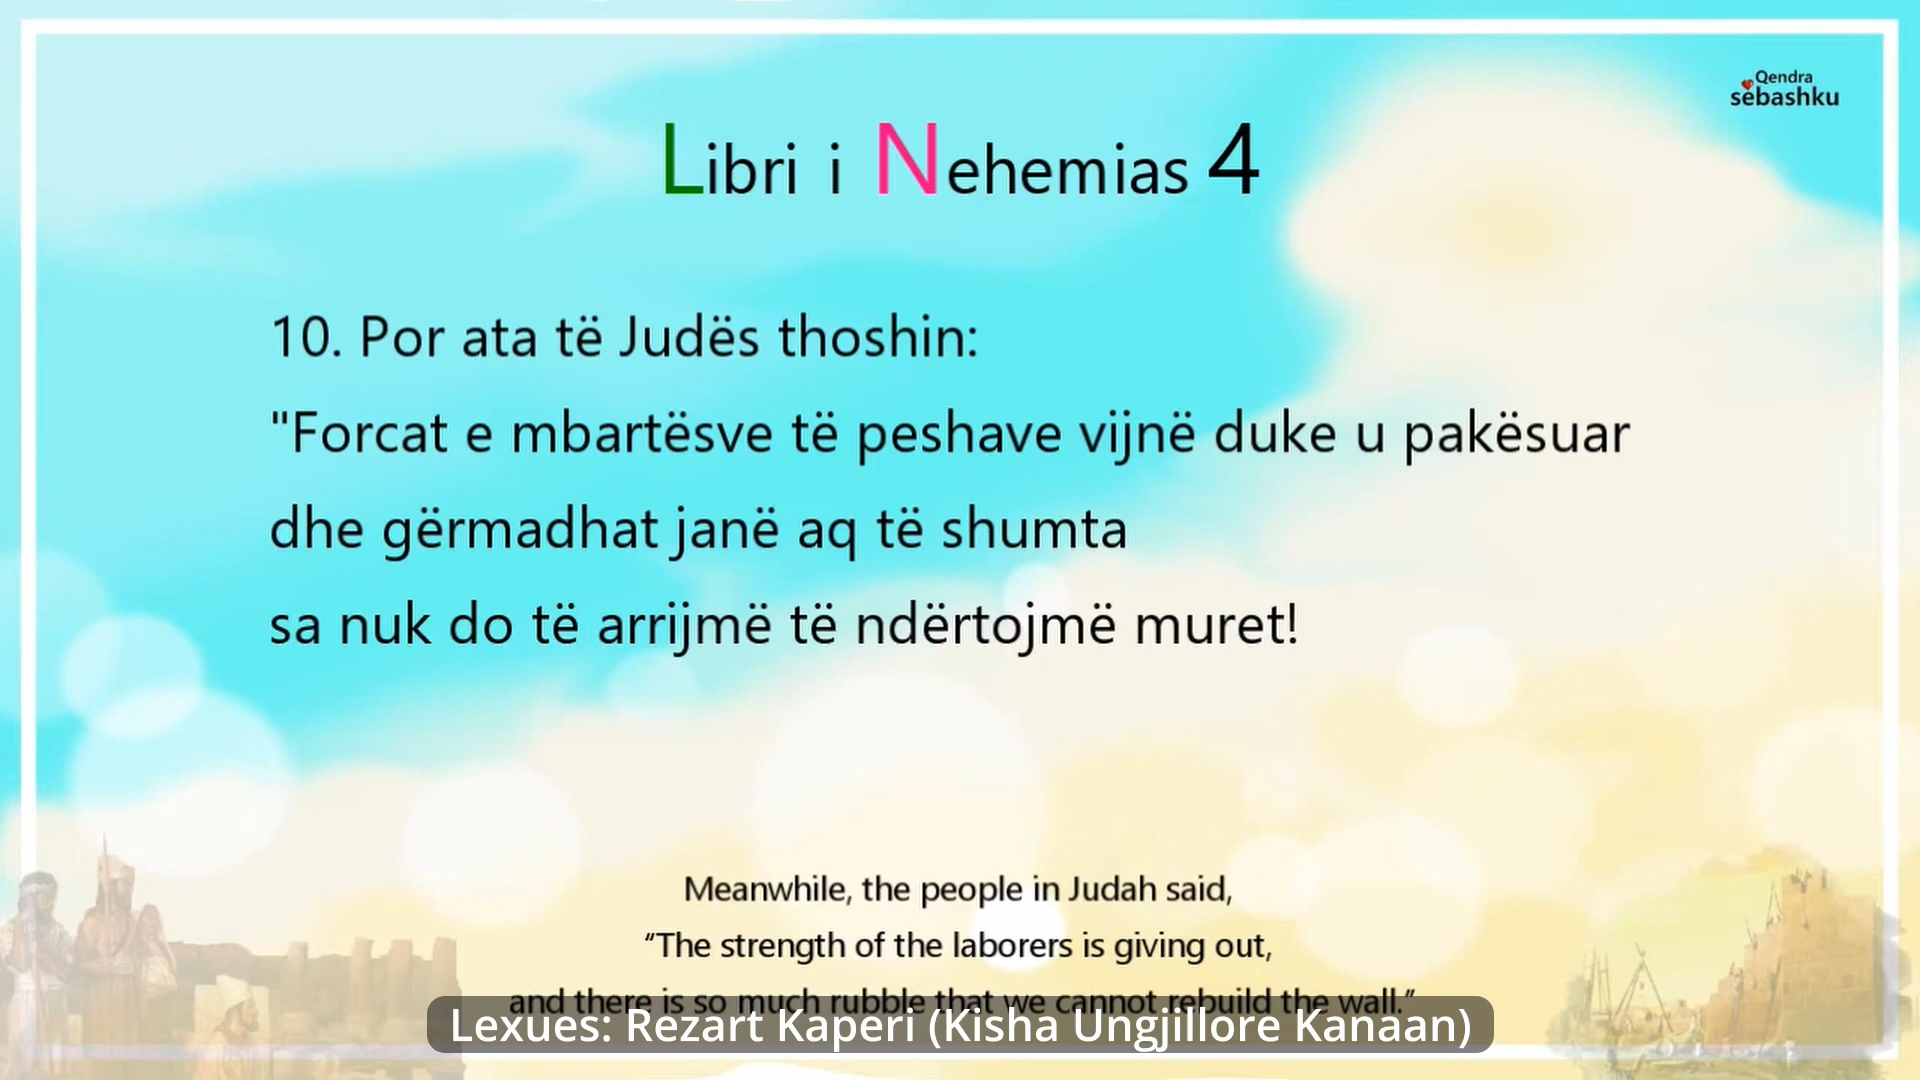 Qendra
sëbashku
Libri i Nehemias 4
10. Por ata të Judës thoshin:
"Forcat e mbartësve të peshave vijnë duke u pakësuar
dhe gërmadhat janë aq të shumta
sa nuk do të arrijmë të ndërtojmë muret!
Meanwhile, the people in Judah said,
“The strength of the laborers is giving out,
and there is so much rubble that we cannot rebuild the wall.”
Lexues: Rezart Kaperi (Kisha Ungjillore Kanaan)